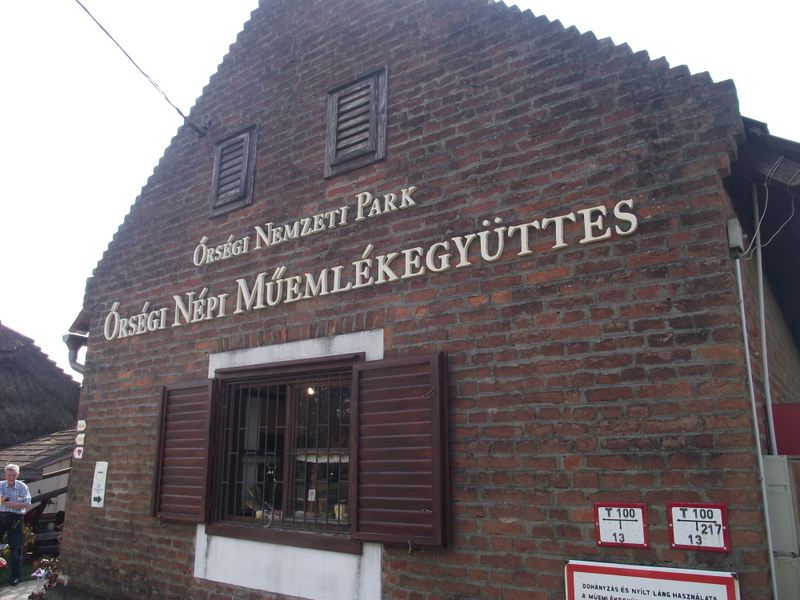 Őrségi Nemzeti Park
Őrségi Népi Műemlékegyüttes
T 100
13
T 100
217
13
DOHÁNYZÁS ÉS NYÍLT LÁNG HASZNÁLATA